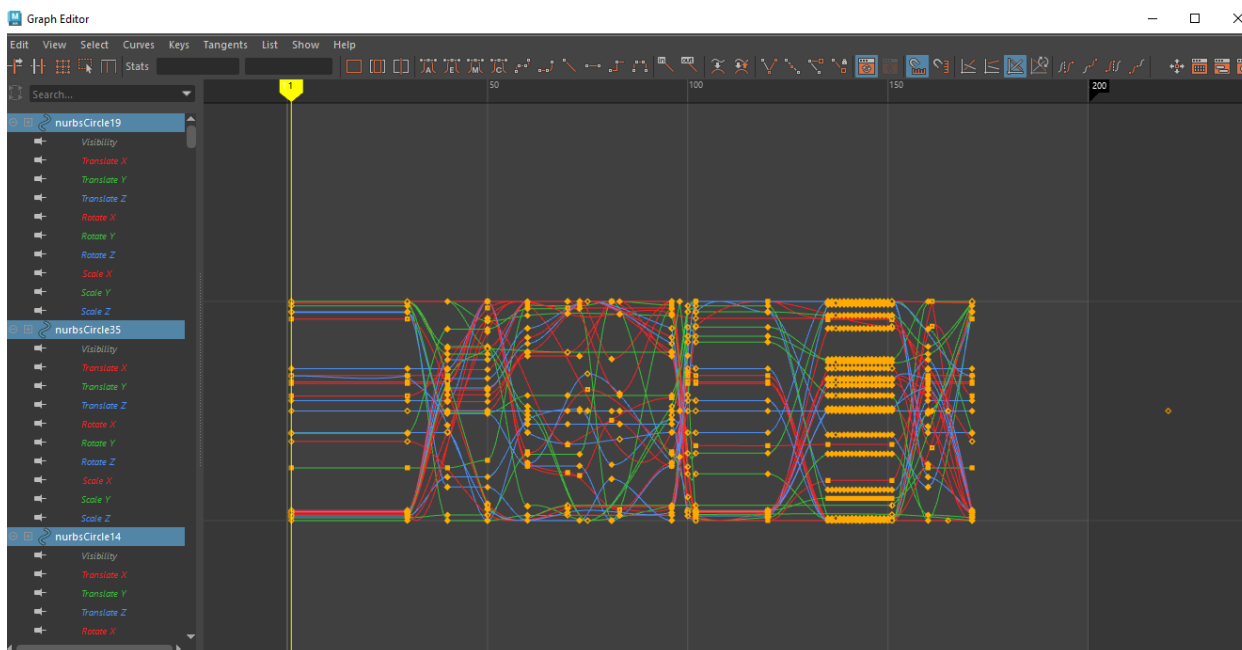 Graph Editor
Edit View Select Curves Keys Tangents List Show Help
Stats
Search...
1 50 100 150 200
nurbsCircle19
Visibility
Translate X
Translate Y
Translate Z
Rotate X
Rotate Y
Rotate Z
Scale X
Scale Y
Scale Z
nurbsCircle35
Visibility
Translate X
Translate Y
Translate Z
Rotate X
Rotate Y
Rotate Z
Scale X
Scale Y
Scale Z
nurbsCircle14
Visibility
Translate X
Translate Y
Translate Z
Rotate X